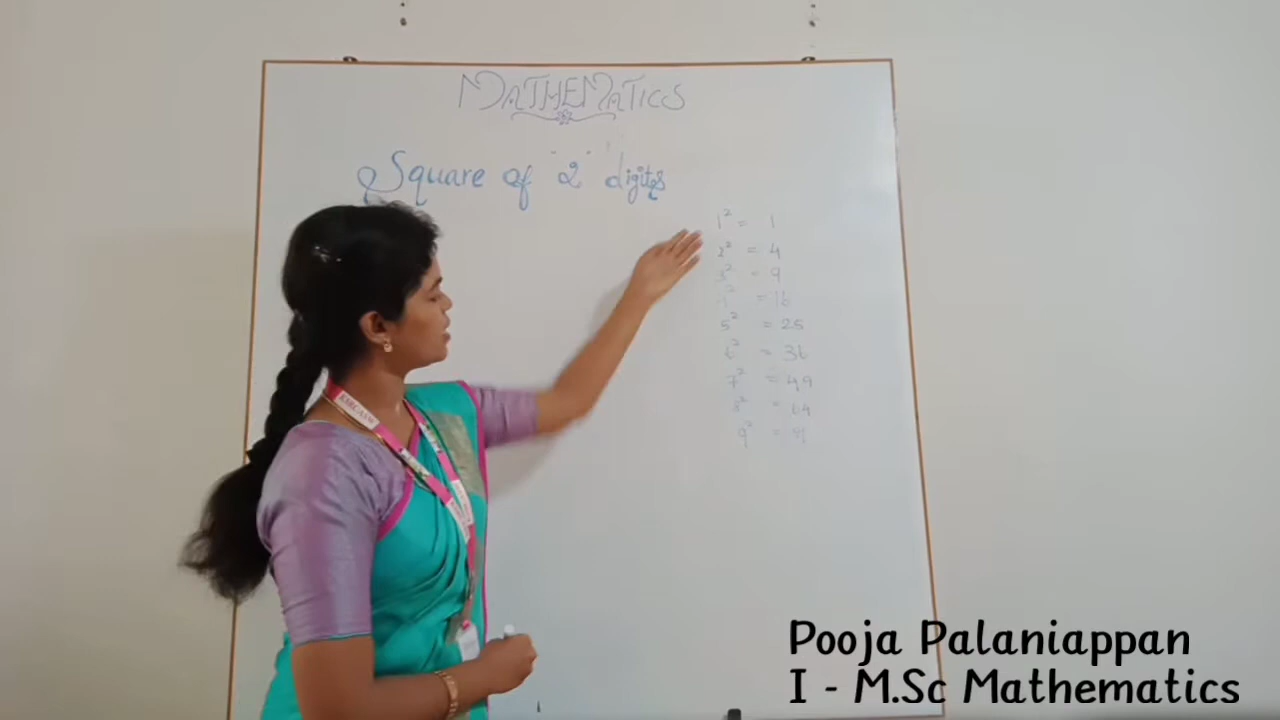 MATHEMATICS
Square of "2" digits
1² = 1
2² = 4
3² = 9
= 16
5² = 25
6² = 36
7² = 49
8² = 64
9² = 81
Pooja Palaniappan
I - M.Sc Mathematics